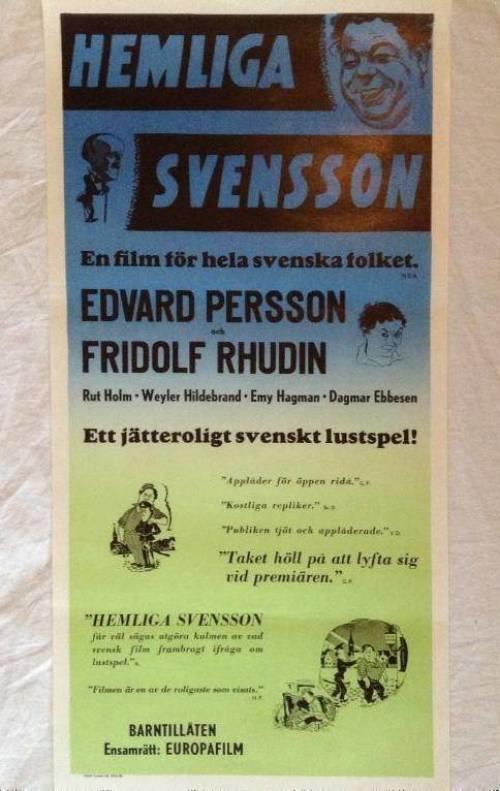 HEMLIGA
SVENSSON
En film för hela svenska folket.
EDVARD PERSSON
och
FRIDOLF RHUDIN
Rut Holm • Weyler Hildebrand • Emy Hagman • Dagmar Ebbesen
Ett jätteroligt svenskt lustspel!
"Applåder för öppen ridå."
"Kostliga repliker."
"Publiken tjöt och applåderade."
"Taket höll på att lyfta sig
vid premiären."
"HEMLIGA SVENSSON
får väl sägas utgöra kulmen av vad
svensk film frambragt ifråga om
lustspel."
"Filmen är en av de roligaste som visats."
BARNTILLÅTEN
Ensamrätt: EUROPAFILM